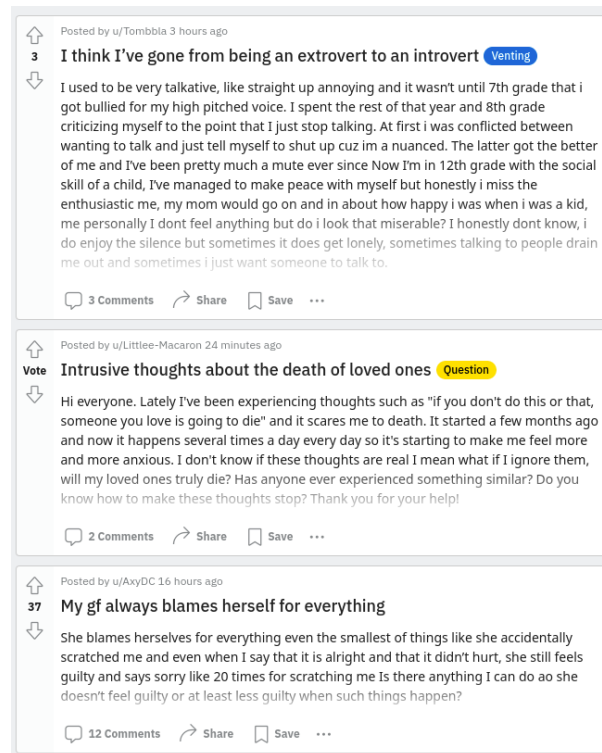 Posted by u/Tombbla 3 hours ago
3
I think I've gone from being an extrovert to an introvert Venting
I used to be very talkative, like straight up annoying and it wasn't until 7th grade that i
got bullied for my high pitched voice. I spent the rest of that year and 8th grade
criticizing myself to the point that I just stop talking. At first i was conflicted between
wanting to talk and just tell myself to shut up cuz im a nuanced. The latter got the better
of me and I've been pretty much a mute ever since Now I'm in 12th grade with the social
skill of a child, I've managed to make peace with myself but honestly i miss the
enthusiastic me, my mom would go on and in about how happy i was when i was a kid,
me personally I dont feel anything but do i look that miserable? I honestly dont know, i
do enjoy the silence but sometimes it does get lonely, sometimes talking to people drain
me out and sometimes i just want someone to talk to.
3 Comments Share Save
Posted by u/Littlee-Macaron 24 minutes ago
Vote
Intrusive thoughts about the death of loved ones Question
Hi everyone. Lately I've been experiencing thoughts such as "if you don't do this or that,
someone you love is going to die" and it scares me to death. It started a few months ago
and now it happens several times a day every day so it's starting to make me feel more
and more anxious. I don't know if these thoughts are real I mean what if I ignore them,
will my loved ones truly die? Has anyone ever experienced something similar? Do you
know how to make these thoughts stop? Thank you for your help!
2 Comments Share Save
Posted by u/AxyDC 16 hours ago
37
My gf always blames herself for everything
She blames herselves for everything even the smallest of things like she accidentally
scratched me and even when I say that it is alright and that it didn't hurt, she still feels
guilty and says sorry like 20 times for scratching me Is there anything I can do ao she
doesn't feel guilty or at least less guilty when such things happen?
12 Comments Share Save